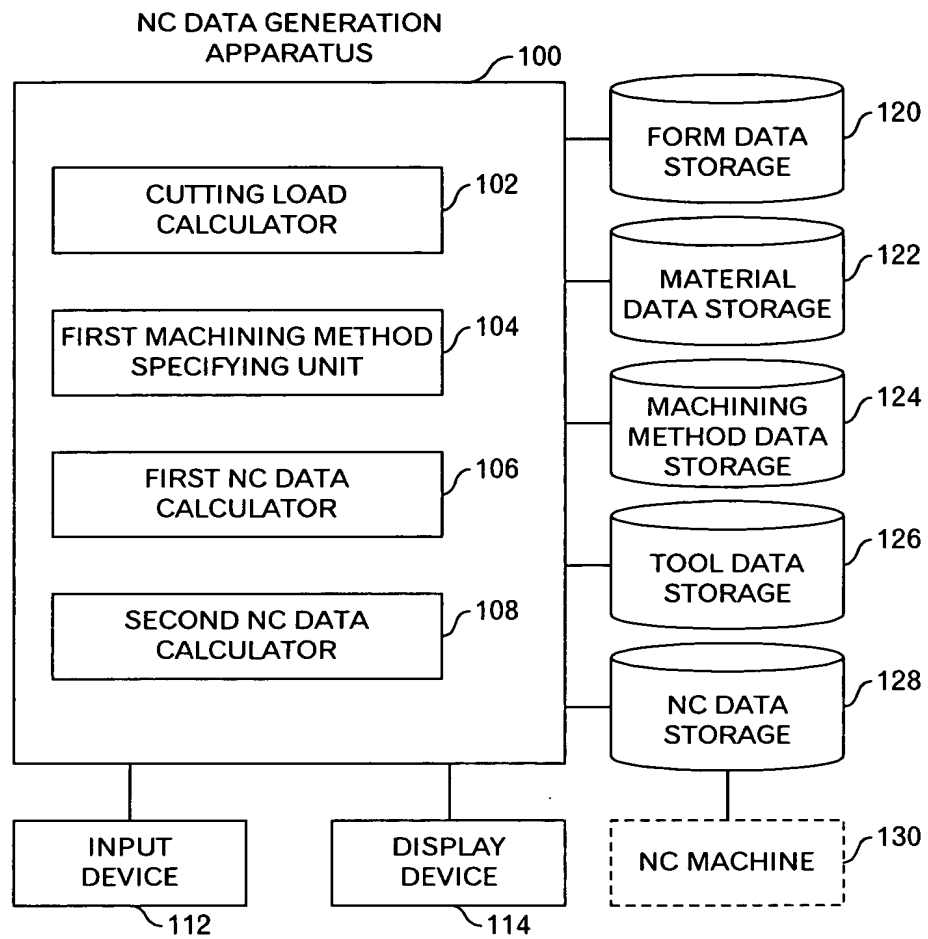 NC DATA GENERATION
APPARATUS
100
CUTTING LOAD
CALCULATOR
102
FIRST MACHINING METHOD
SPECIFYING UNIT
104
FIRST NC DATA
CALCULATOR
106
SECOND NC DATA
CALCULATOR
108
FORM DATA
STORAGE
120
MATERIAL
DATA STORAGE
122
MACHINING
METHOD DATA
STORAGE
124
TOOL DATA
STORAGE
126
NC DATA
STORAGE
128
INPUT
DEVICE
112
DISPLAY
DEVICE
114
NC MACHINE
130